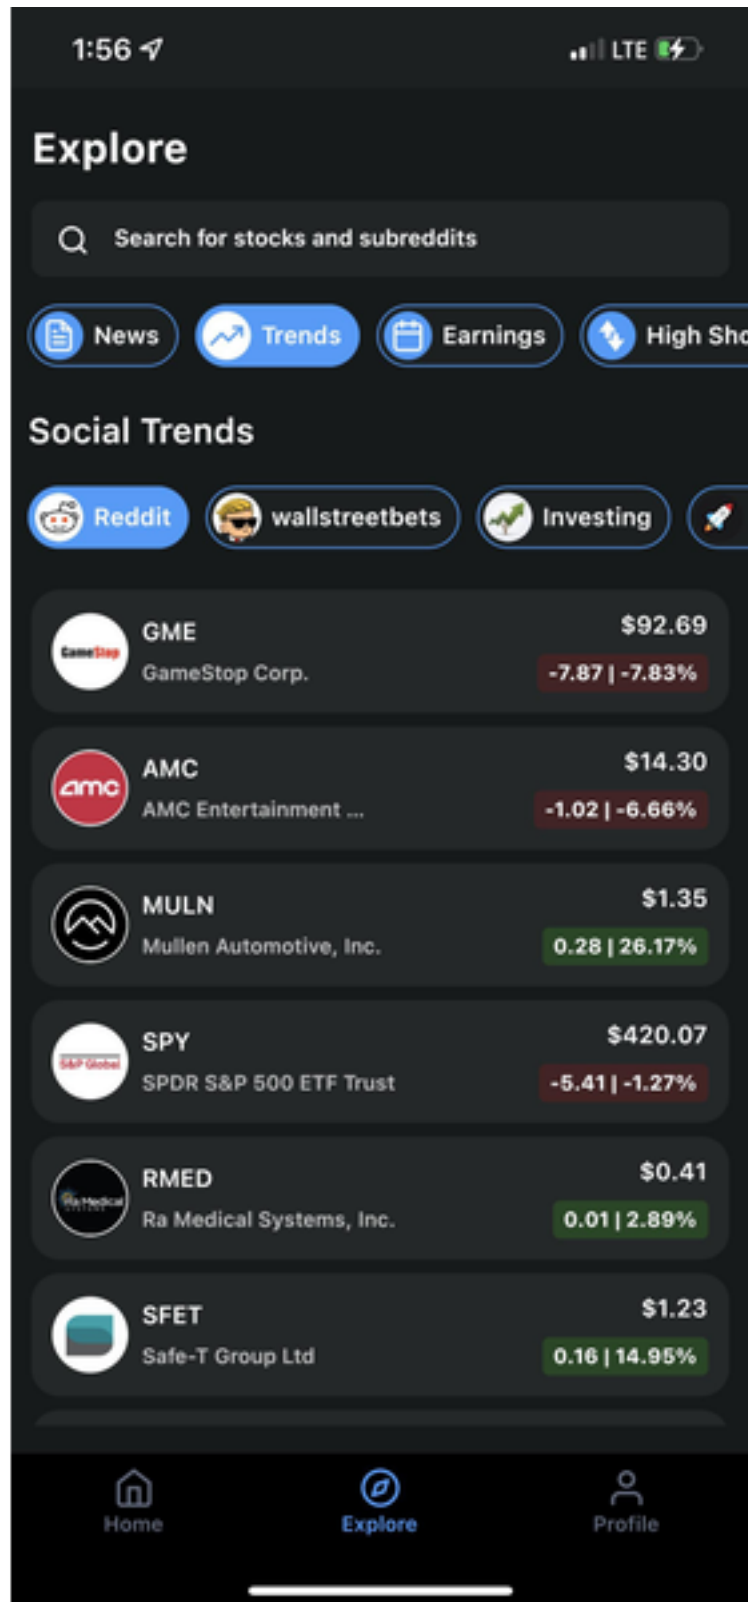 1:56 LTE
Explore
Search for stocks and subreddits
News Trends Earnings High Sho
Social Trends
Reddit wallstreetbets Investing
GameStop GME $92.69
GameStop Corp. -7.87 | -7.83%
amc AMC $14.30
AMC Entertainment ... -1.02 | -6.66%
MULN $1.35
Mullen Automotive, Inc. 0.28 | 26.17%
S&P Global SPY $420.07
SPDR S&P 500 ETF Trust -5.41 | -1.27%
RaMedical RMED $0.41
Ra Medical Systems, Inc. 0.01 | 2.89%
SFET $1.23
Safe-T Group Ltd 0.16 | 14.95%
Home Explore Profile